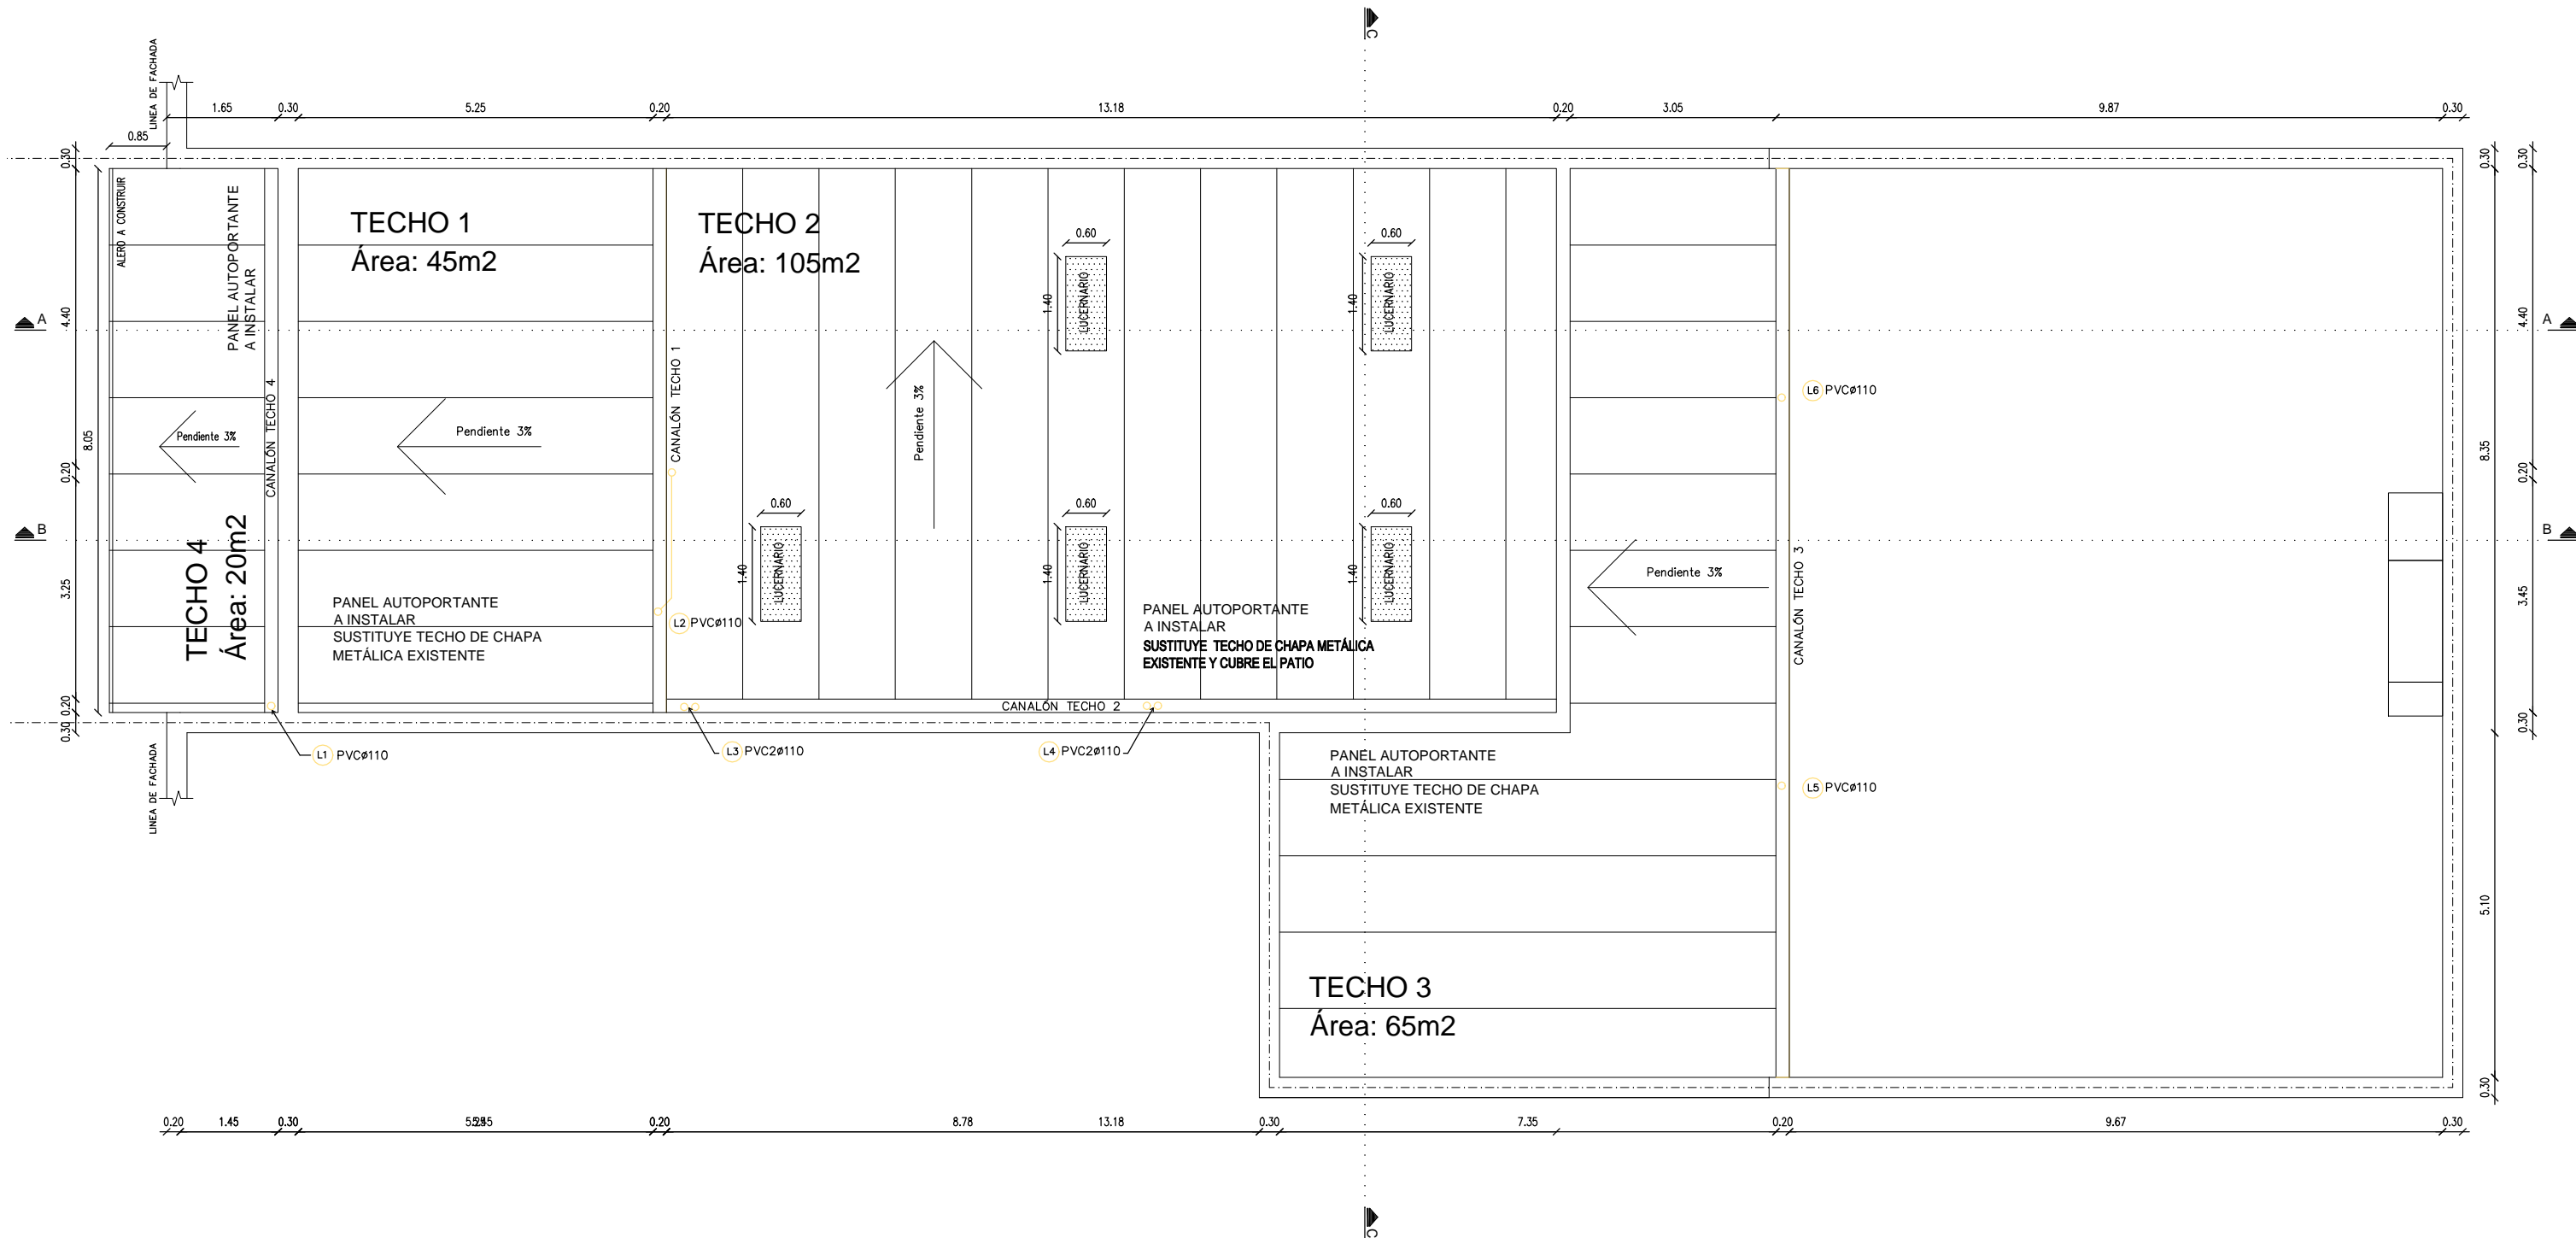 C
LINEA DE FACHADA
1.65
0.30
5.25
0.20
13.18
0.20
3.05
9.87
0.30
0.85
0.30
0.30
0.30
ALERO A CONSTRUIR
PANEL AUTOPORTANTE
A INSTALAR
TECHO 1
Área: 45m2
TECHO 2
Área: 105m2
0.60
1.40
LUCERNARIO
0.60
1.40
LUCERNARIO
A
4.40
4.40
A
CANALÓN TECHO 4
CANALÓN TECHO 1
Pendiente 3%
L6 PVCø110
8.05
Pendiente 3%
Pendiente 3%
8.35
0.20
0.20
B
B
0.60
1.40
LUCERNARIO
0.60
1.40
LUCERNARIO
0.60
1.40
LUCERNARIO
TECHO 4
Área: 20m2
3.25
3.45
Pendiente 3%
CANALÓN TECHO 3
PANEL AUTOPORTANTE
A INSTALAR
SUSTITUYE TECHO DE CHAPA
METÁLICA EXISTENTE
L2 PVCø110
PANEL AUTOPORTANTE
A INSTALAR
SUSTITUYE TECHO DE CHAPA METÁLICA
EXISTENTE Y CUBRE EL PATIO
0.20
0.30
0.30
CANALÓN TECHO 2
L1 PVCø110
L3 PVC2ø110
L4 PVC2ø110
LINEA DE FACHADA
PANEL AUTOPORTANTE
A INSTALAR
SUSTITUYE TECHO DE CHAPA
METÁLICA EXISTENTE
L5 PVCø110
5.10
TECHO 3
Área: 65m2
0.30
0.20
1.45
0.30
0.20
8.78
13.18
0.30
7.35
0.20
9.67
0.30
C